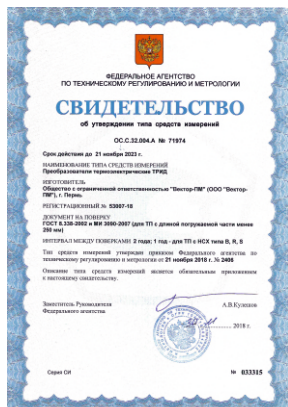 ФЕДЕРАЛЬНОЕ АГЕНТСТВО
ПО ТЕХНИЧЕСКОМУ РЕГУЛИРОВАНИЮ И МЕТРОЛОГИИ
СВИДЕТЕЛЬСТВО
об утверждении типа средств измерений
ОС.С.32.004.А № 71974
Срок действия до 21 ноября 2023 г.
НАИМЕНОВАНИЕ ТИПА СРЕДСТВ ИЗМЕРЕНИЙ
Преобразователи термоэлектрические ТРИД
ИЗГОТОВИТЕЛЬ
Общество с ограниченной ответственностью "Вектор-ПМ" (ООО "Вектор-
ПМ"), г. Пермь
РЕГИСТРАЦИОННЫЙ № 53007-18
ДОКУМЕНТ НА ПОВЕРКУ
ГОСТ 8.338-2002 и МИ 3090-2007 (для ТП с длиной погружаемой части менее
250 мм)
ИНТЕРВАЛ МЕЖДУ ПОВЕРКАМИ 2 года; 1 год - для ТП с НСХ типа B, R, S
Тип средств измерений утвержден приказом Федерального агентства по
техническому регулированию и метрологии от 21 ноября 2018 г. № 2406
Описание типа средств измерений является обязательным приложением
к настоящему свидетельству.
Заместитель Руководителя
Федерального агентства
А.В.Кулешов
2018 г.
Серия СИ
№ 033315